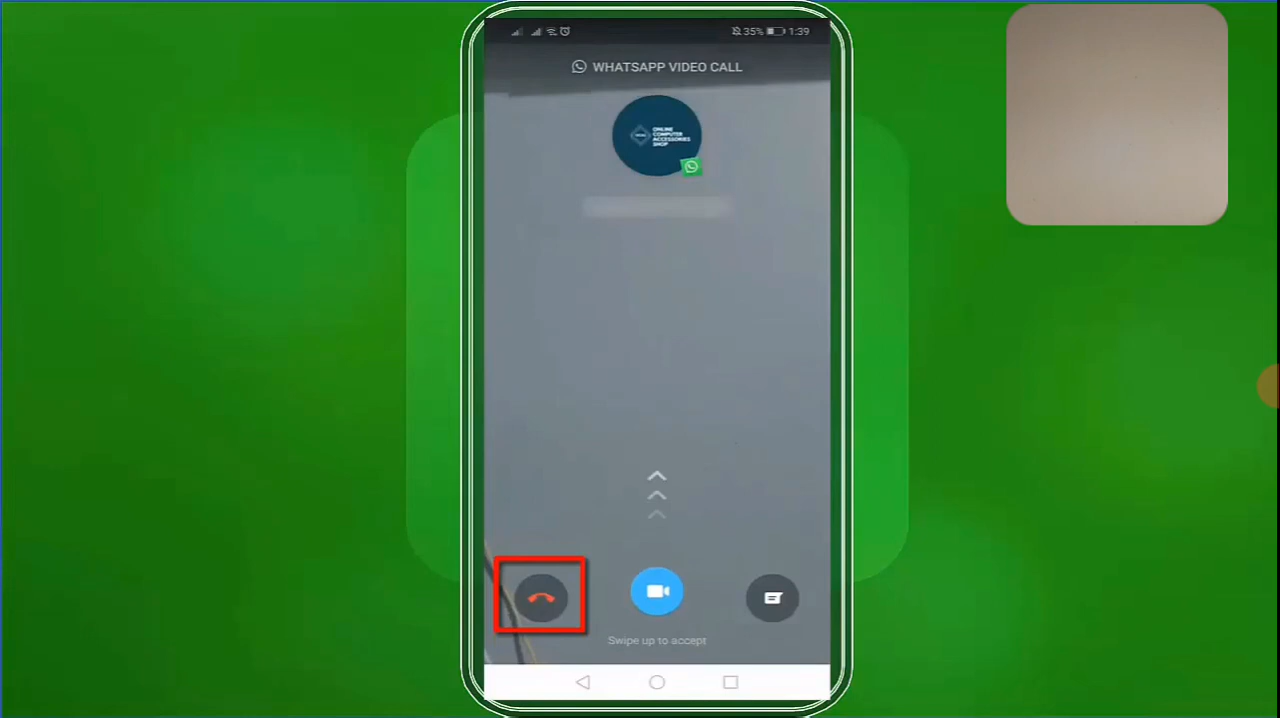 35% 1:39
WHATSAPP VIDEO CALL
ONLINE
COMPUTER
ACCESSORIES
SHOP
Swipe up to accept